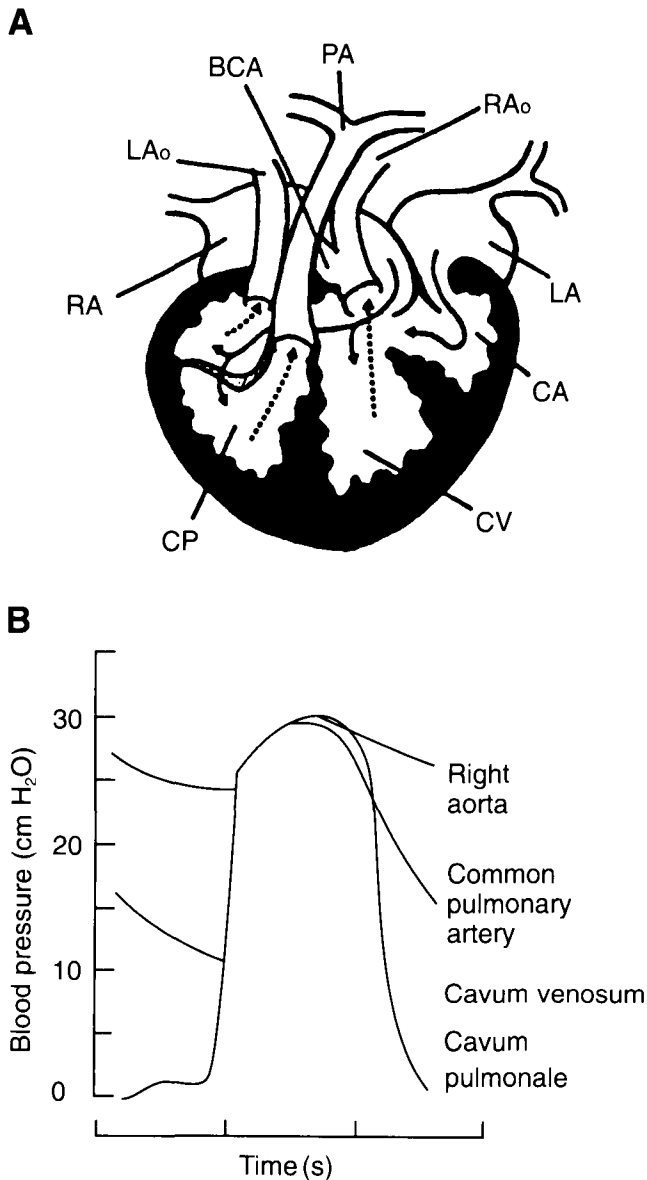 A
BCA
PA
RAo
LAo
RA
LA
CA
CP
CV
B
Blood pressure (cm H₂O)
30
20
10
0
Right
aorta
Common
pulmonary
artery
Cavum venosum
Cavum
pulmonale
Time (s)